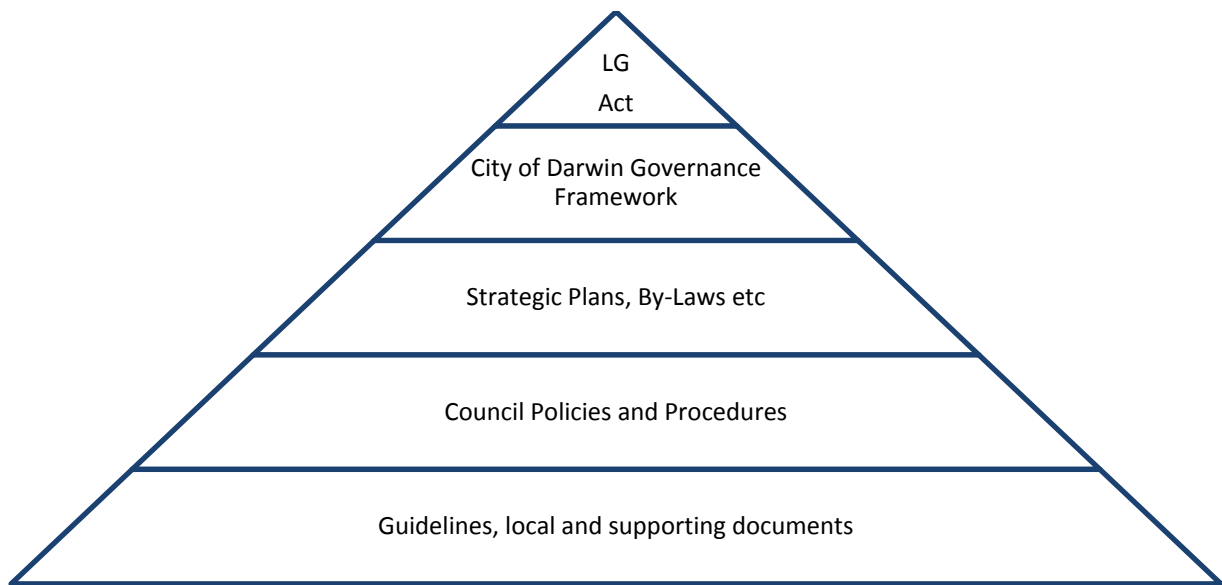 LG
Act
City of Darwin Governance
Framework
Strategic Plans, By-Laws etc
Council Policies and Procedures
Guidelines, local and supporting documents